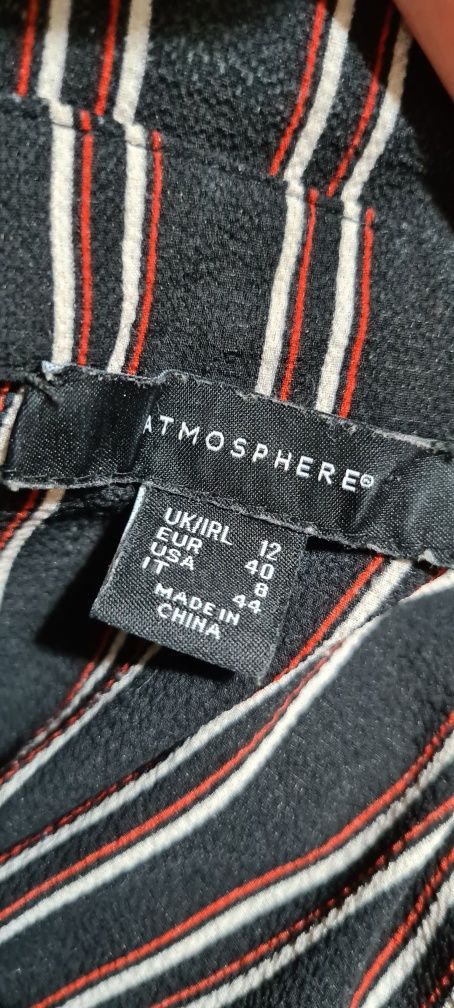 ATMOSPHERE®
UK/IRL 12
EUR 40
USA 8
IT 44
MADE IN
CHINA